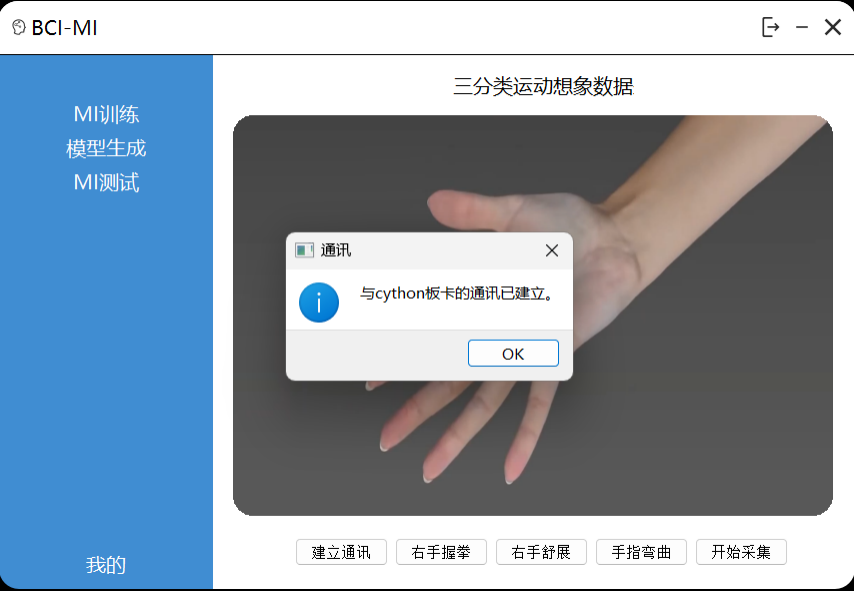 BCI-MI
MI训练
模型生成
MI测试
我的
三分类运动想象数据
通讯
与cython板卡的通讯已建立。
OK
建立通讯
右手握拳
右手舒展
手指弯曲
开始采集